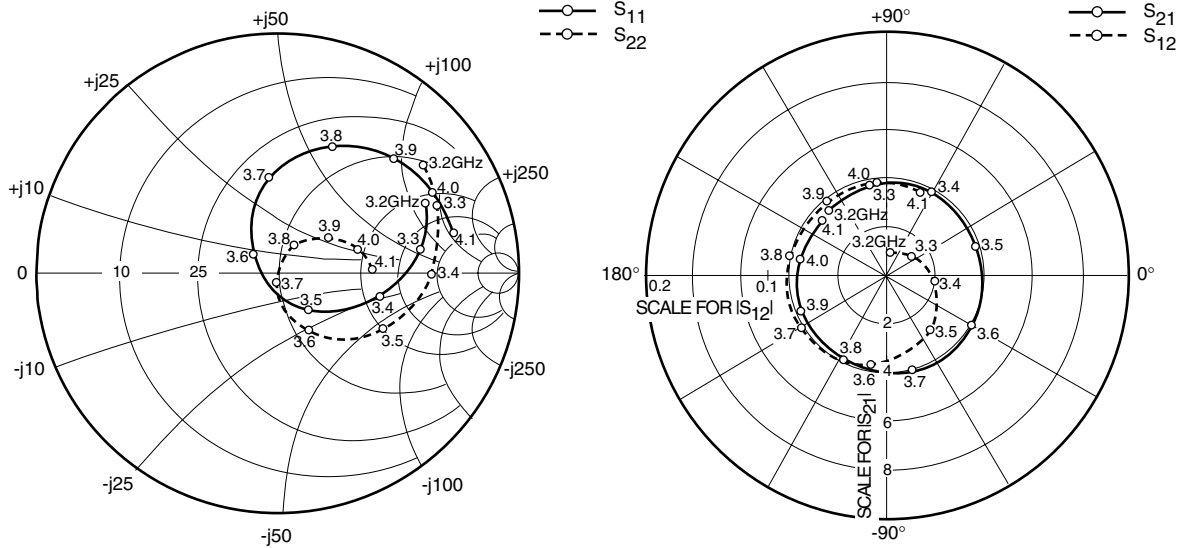 +j50
+j25
+j100
+j10
+j250
0
10
25
-j10
-j250
-j25
-j100
-j50
S11
S22
3.8
3.9
3.2GHz
3.7
4.0
3.2GHz
3.3
3.9
3.8
4.0
3.3
4.1
3.6
4.1
3.4
3.7
3.5
3.4
3.6
3.5
S21
S12
+90°
180°
0°
-90°
4.0
3.3
3.4
3.9
4.1
3.2GHz
4.1
3.2GHz
3.3
3.5
3.8
4.0
3.4
0.2
0.1
SCALE FOR |S12|
3.9
2
3.7
3.5
3.6
3.8
3.6
4
3.7
6
8
SCALE FOR |S21|